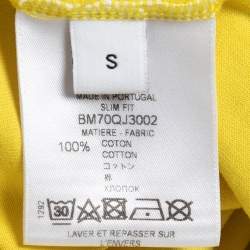 S
MADE IN PORTUGAL
SLIM FIT
BM70QJ3002
MATIERE - FABRIC
100% COTON
COTTON
コットン
棉
ХЛОПОК
1292
30
LAVER ET REPASSER SUR
L'ENVERS